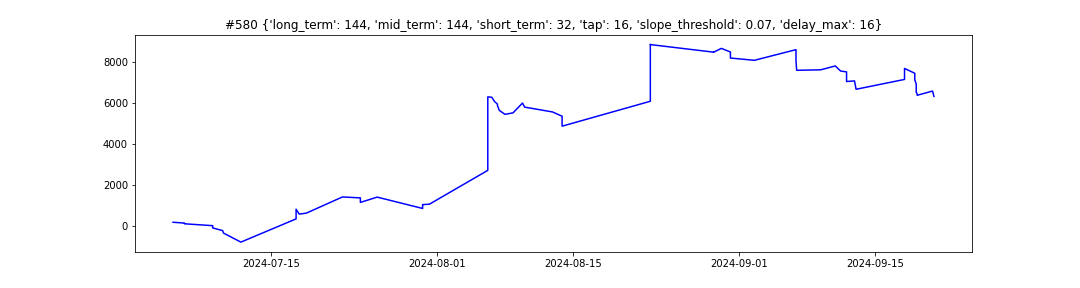 #580 {'long_term': 144, 'mid_term': 144, 'short_term': 32, 'tap': 16, 'slope_threshold': 0.07, 'delay_max': 16}
8000
6000
4000
2000
0
2024-07-15 2024-08-01 2024-08-15 2024-09-01 2024-09-15